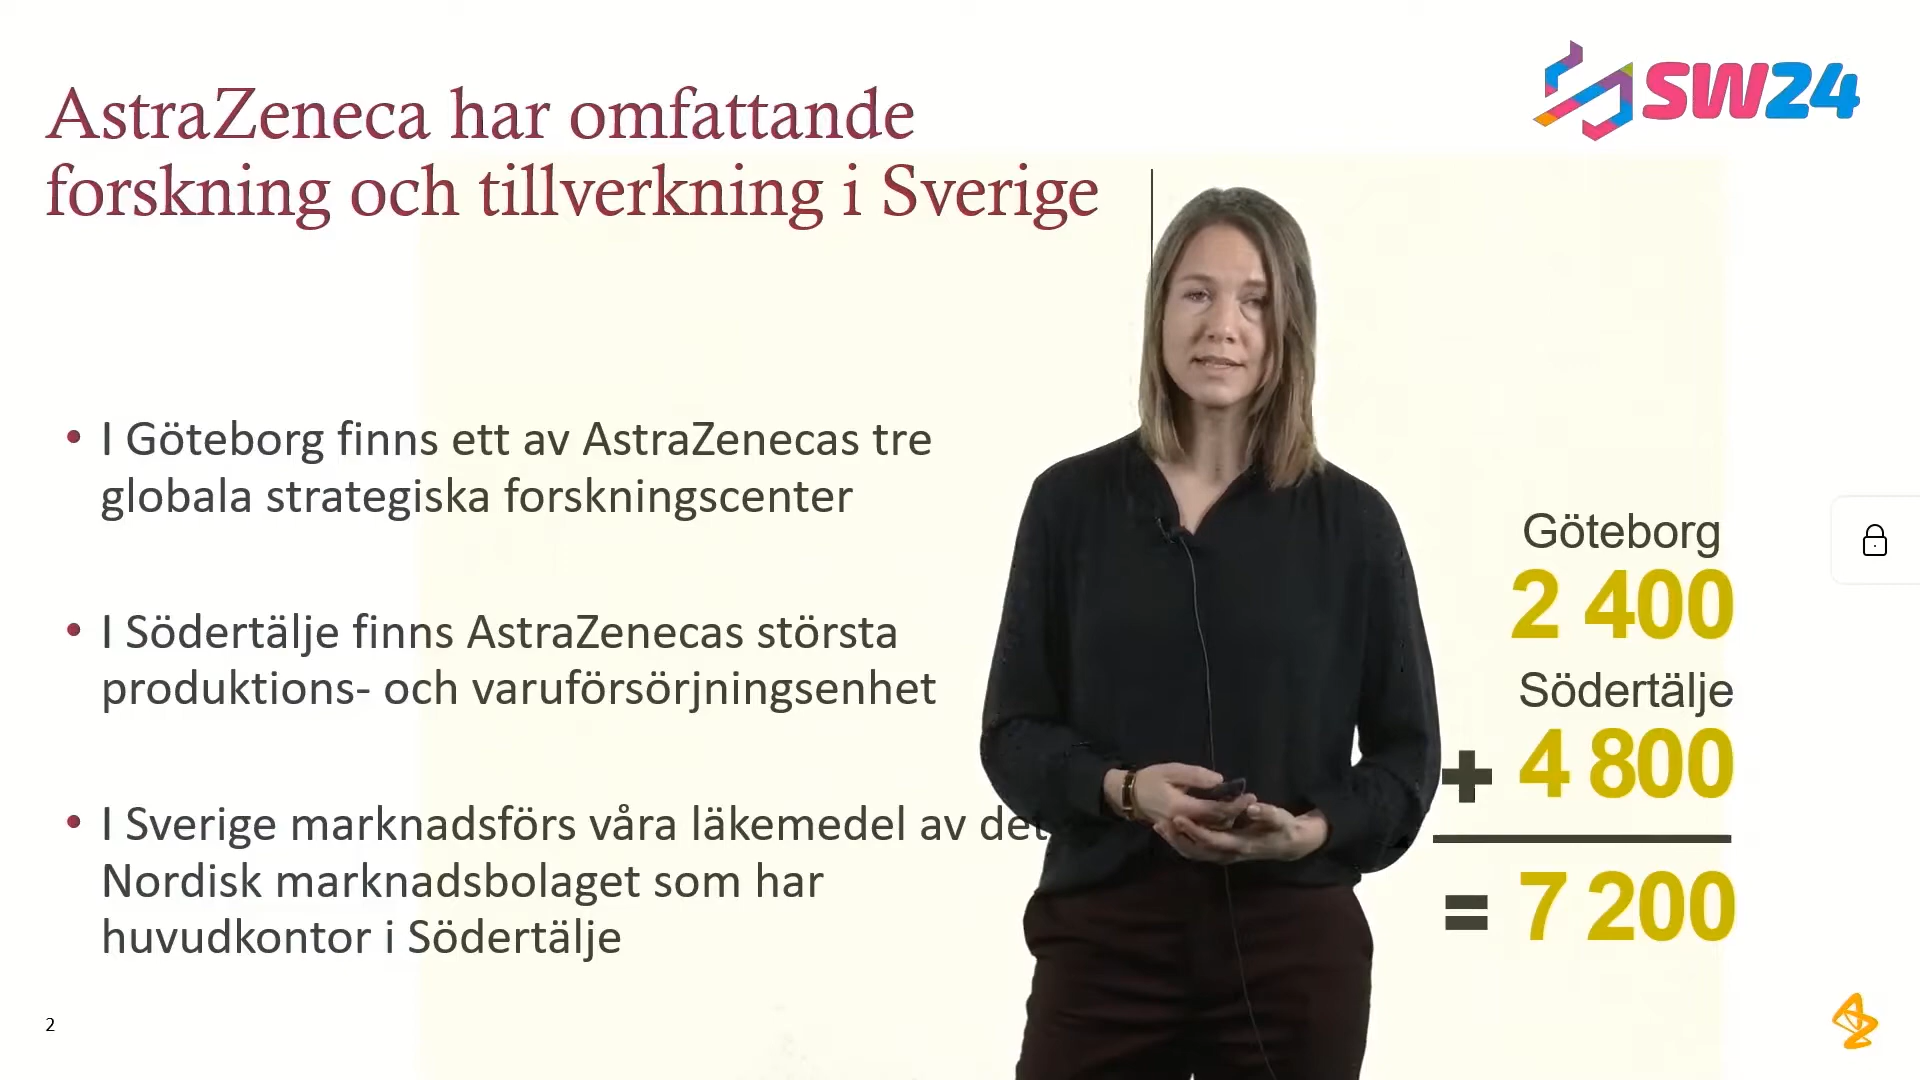 SW24
AstraZeneca har omfattande
forskning och tillverkning i Sverige
• I Göteborg finns ett av AstraZenecas tre
globala strategiska forskningscenter
• I Södertälje finns AstraZenecas största
produktions- och varuförsörjningsenhet
• I Sverige marknadsförs våra läkemedel av det
Nordisk marknadsbolaget som har
huvudkontor i Södertälje
Göteborg
2 400
Södertälje
+ 4 800
= 7 200
2